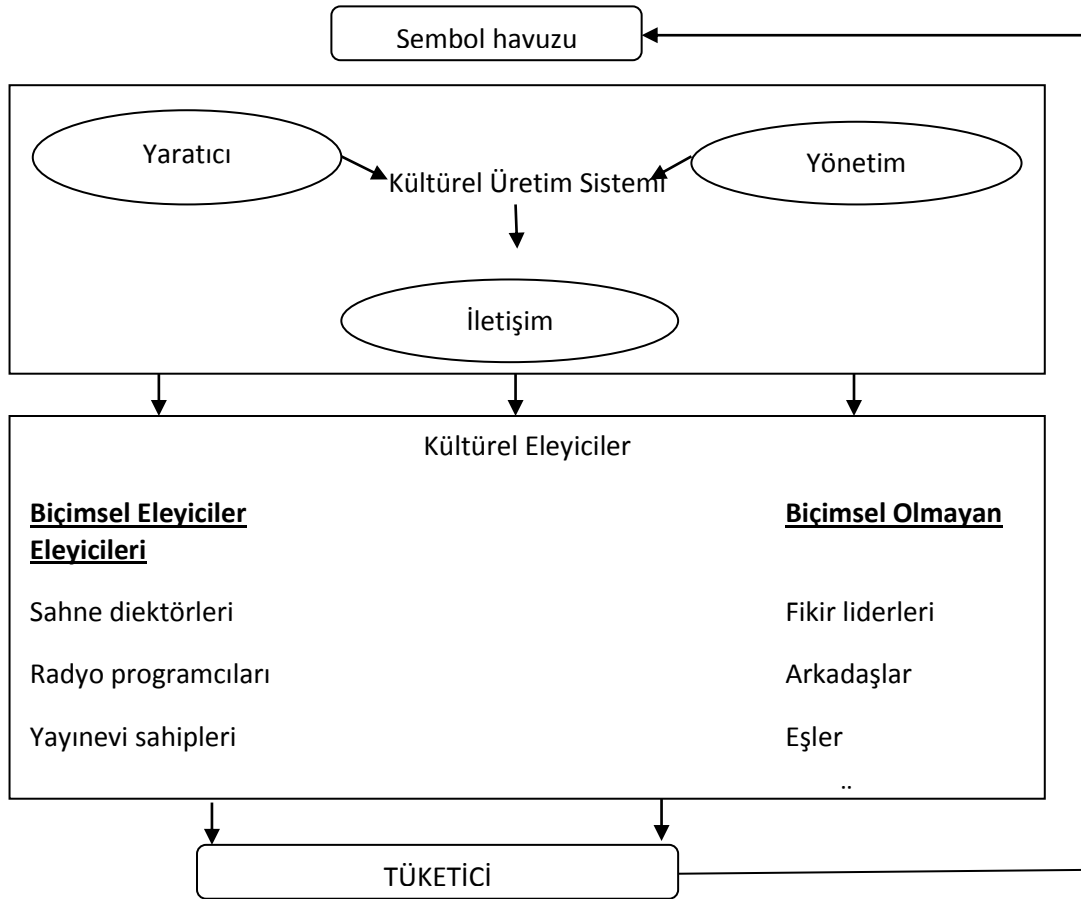 Sembol havuzu
Yaratıcı
Yönetim
Kültürel Üretim Sistemi
İletişim
Kültürel Eleyiciler
Biçimsel Eleyiciler Biçimsel Olmayan
Eleyicileri
Sahne diektörleri Fikir liderleri
Radyo programcıları Arkadaşlar
Yayınevi sahipleri Eşler
..
TÜKETİCİ